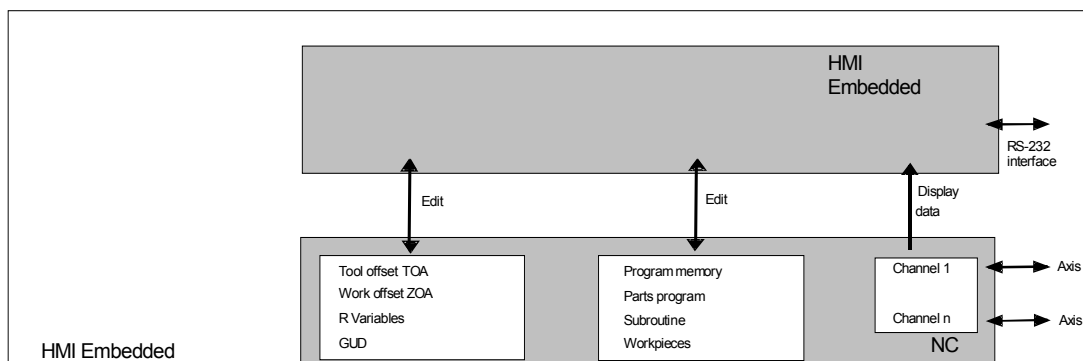 HMI
Embedded
RS-232
interface
Edit
Edit
Display
data
Tool offset TOA
Work offset ZOA
R Variables
GUD
Program memory
Parts program
Subroutine
Workpieces
Channel 1
Channel n
Axis
Axis
NC
HMI Embedded